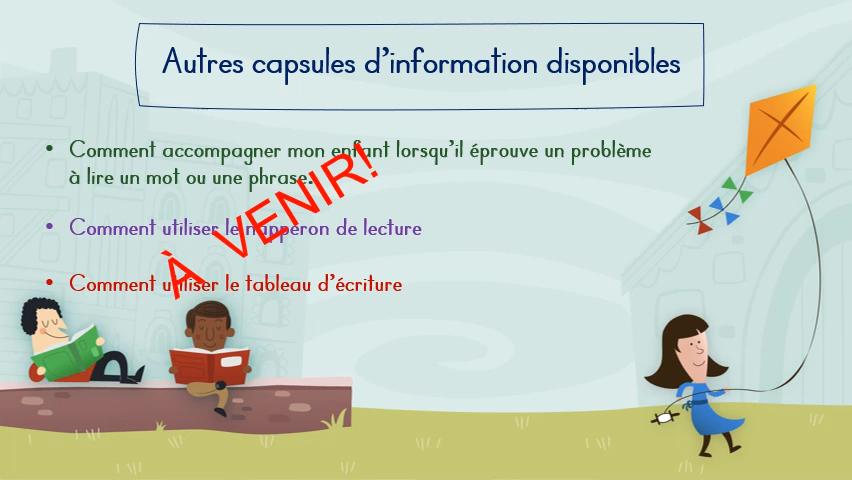 Autres capsules d'information disponibles
• Comment accompagner mon enfant lorsqu'il éprouve un problème
à lire un mot ou une phrase.
• Comment utiliser le napperon de lecture
• Comment utiliser le tableau d'écriture
À VENIR!